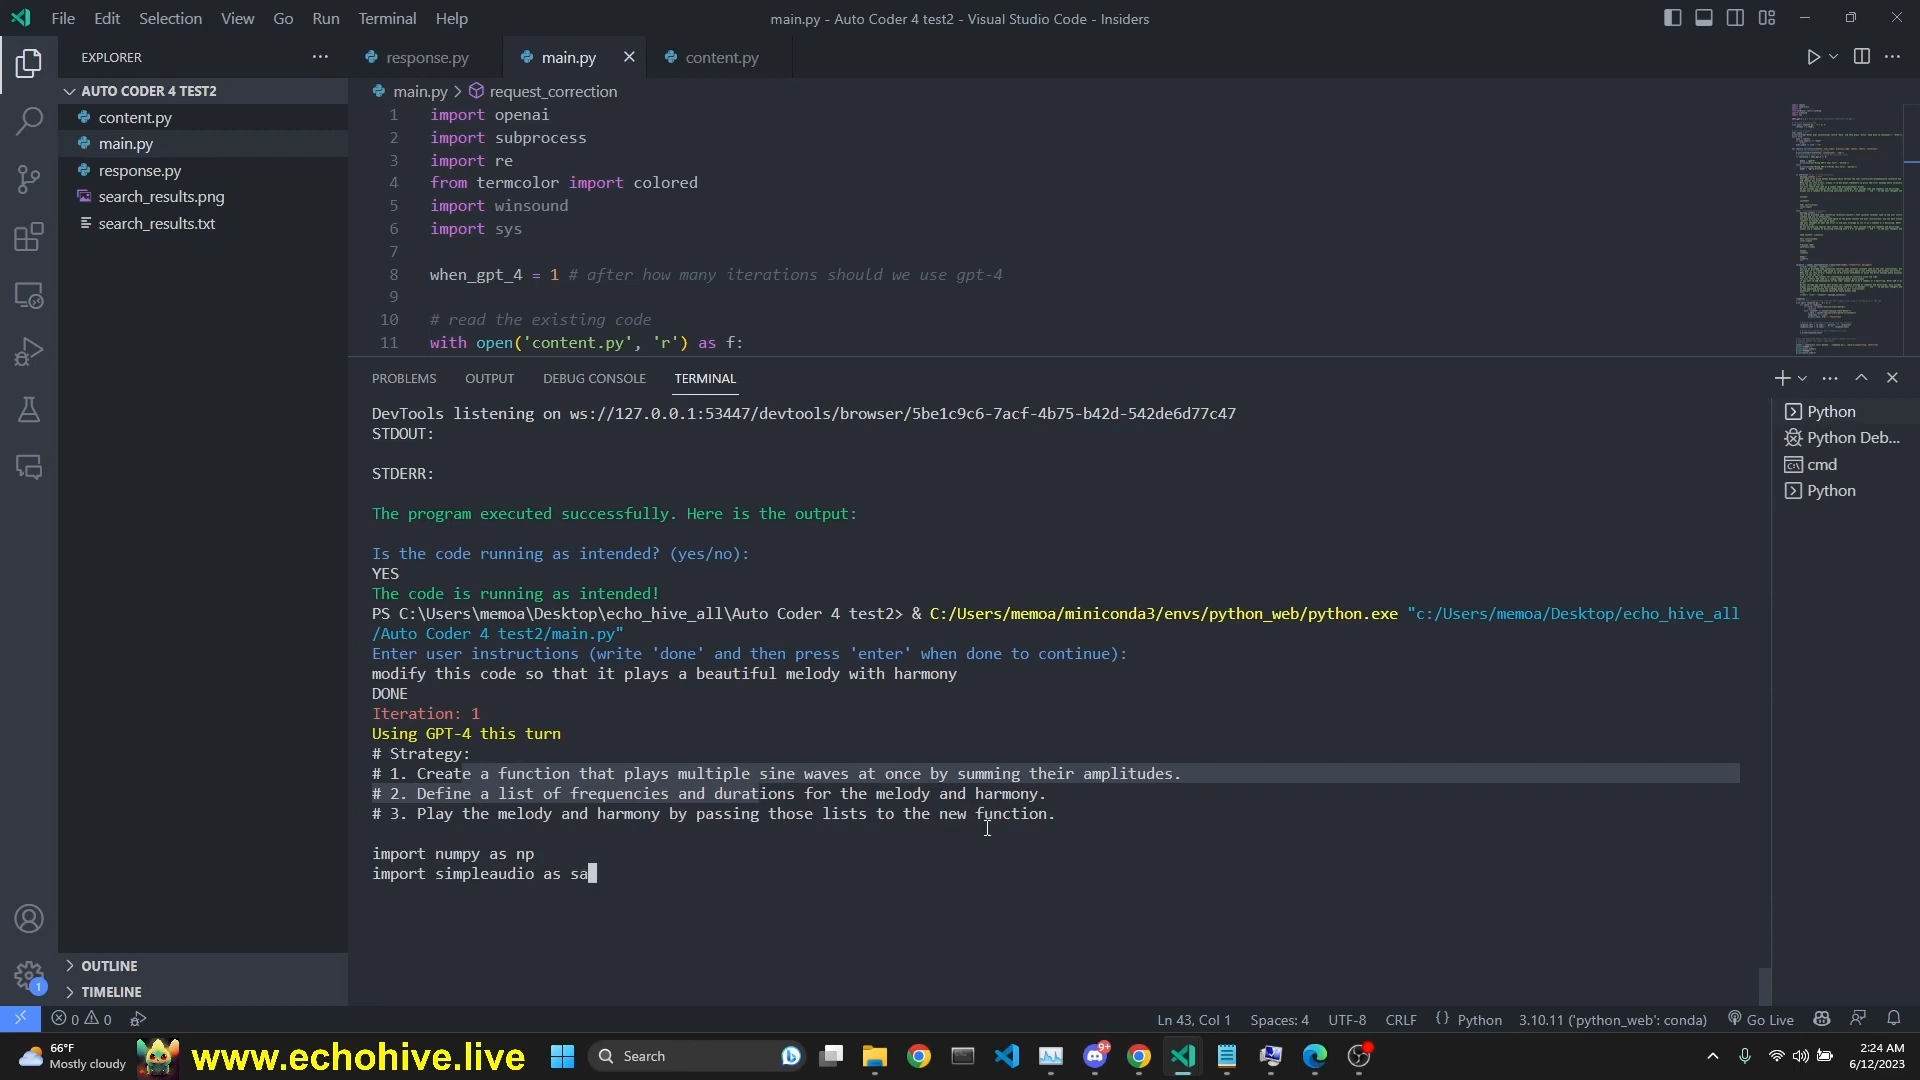 File Edit Selection View Go Run Terminal Help
main.py - Auto Coder 4 test2 - Visual Studio Code - Insiders
EXPLORER
AUTO CODER 4 TEST2
content.py
main.py
response.py
search_results.png
search_results.txt
OUTLINE
TIMELINE
response.py main.py content.py
main.py > request_correction
1 import openai
2 import subprocess
3 import re
4 from termcolor import colored
5 import winsound
6 import sys
7
8 when_gpt_4 = 1 # after how many iterations should we use gpt-4
9
10 # read the existing code
11 with open('content.py', 'r') as f:
PROBLEMS OUTPUT DEBUG CONSOLE TERMINAL
DevTools listening on ws://127.0.0.1:53447/devtools/browser/5be1c9c6-7acf-4b75-b42d-542de6d77c47
STDOUT:
STDERR:
The program executed successfully. Here is the output:
Is the code running as intended? (yes/no):
YES
The code is running as intended!
PS C:\Users\memoa\Desktop\echo_hive_all\Auto Coder 4 test2> & C:/Users/memoa/miniconda3/envs/python_web/python.exe "c:/Users/memoa/Desktop/echo_hive_all
/Auto Coder 4 test2/main.py"
Enter user instructions (write 'done' and then press 'enter' when done to continue):
modify this code so that it plays a beautiful melody with harmony
DONE
Iteration: 1
Using GPT-4 this turn
# Strategy:
# 1. Create a function that plays multiple sine waves at once by summing their amplitudes.
# 2. Define a list of frequencies and durations for the melody and harmony.
# 3. Play the melody and harmony by passing those lists to the new function.
import numpy as np
import simpleaudio as sa
Python
Python Deb...
cmd
Python
1
0 0
Ln 43, Col 1 Spaces: 4 UTF-8 CRLF {} Python 3.10.11 ('python_web': conda) Go Live
66°F
Mostly cloudy
www.echohive.live
Search
9+
2:24 AM
6/12/2023